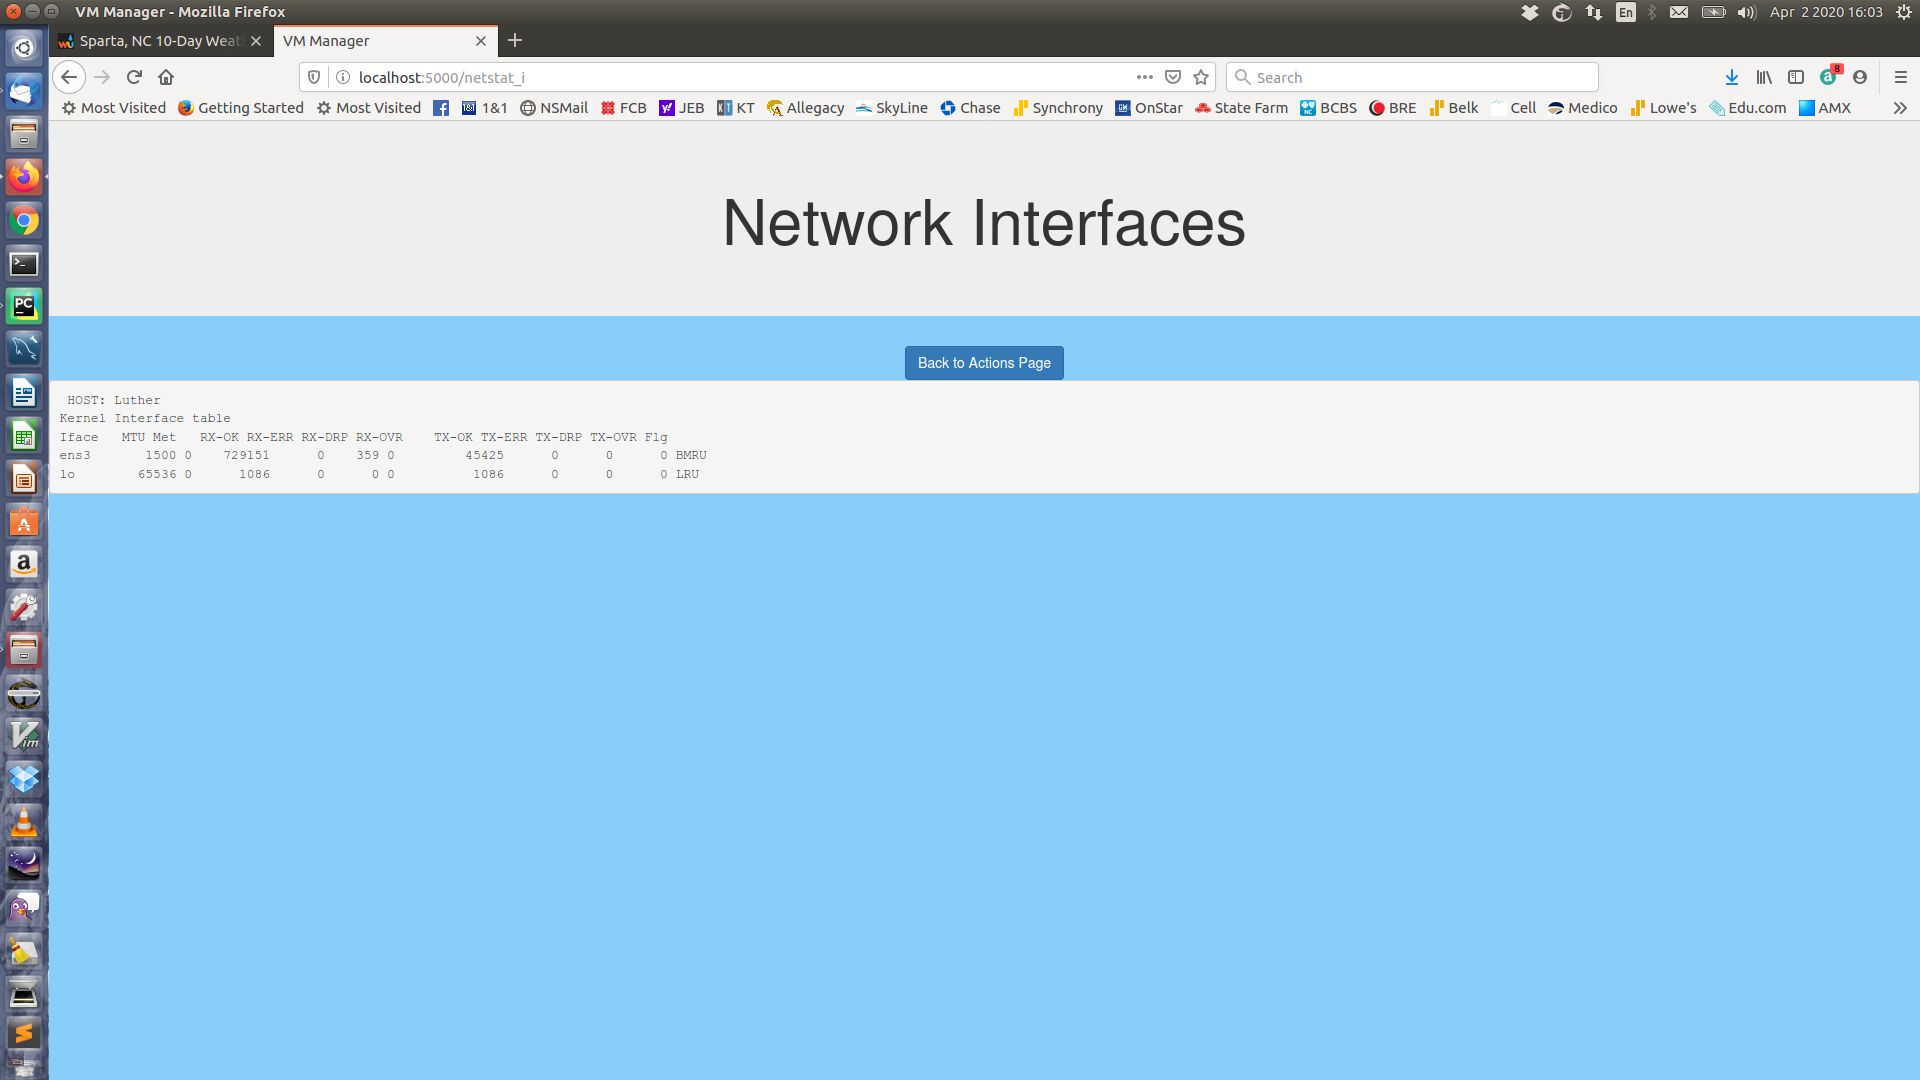 VM Manager - Mozilla Firefox
En
Apr 2 2020 16:03
Sparta, NC 10-Day Weat
VM Manager
localhost:5000/netstat_i
Search
8
Most Visited Getting Started Most Visited 1&1 NSMail FCB JEB KT Allegacy SkyLine Chase Synchrony OnStar State Farm BCBS BRE Belk Cell Medico Lowe's Edu.com AMX
Network Interfaces
Back to Actions Page
HOST: Luther
Kernel Interface table
Iface MTU Met RX-OK RX-ERR RX-DRP RX-OVR TX-OK TX-ERR TX-DRP TX-OVR Flg
ens3 1500 0 729151 0 359 0 45425 0 0 0 BMRU
lo 65536 0 1086 0 0 0 1086 0 0 0 LRU
PC
Vim